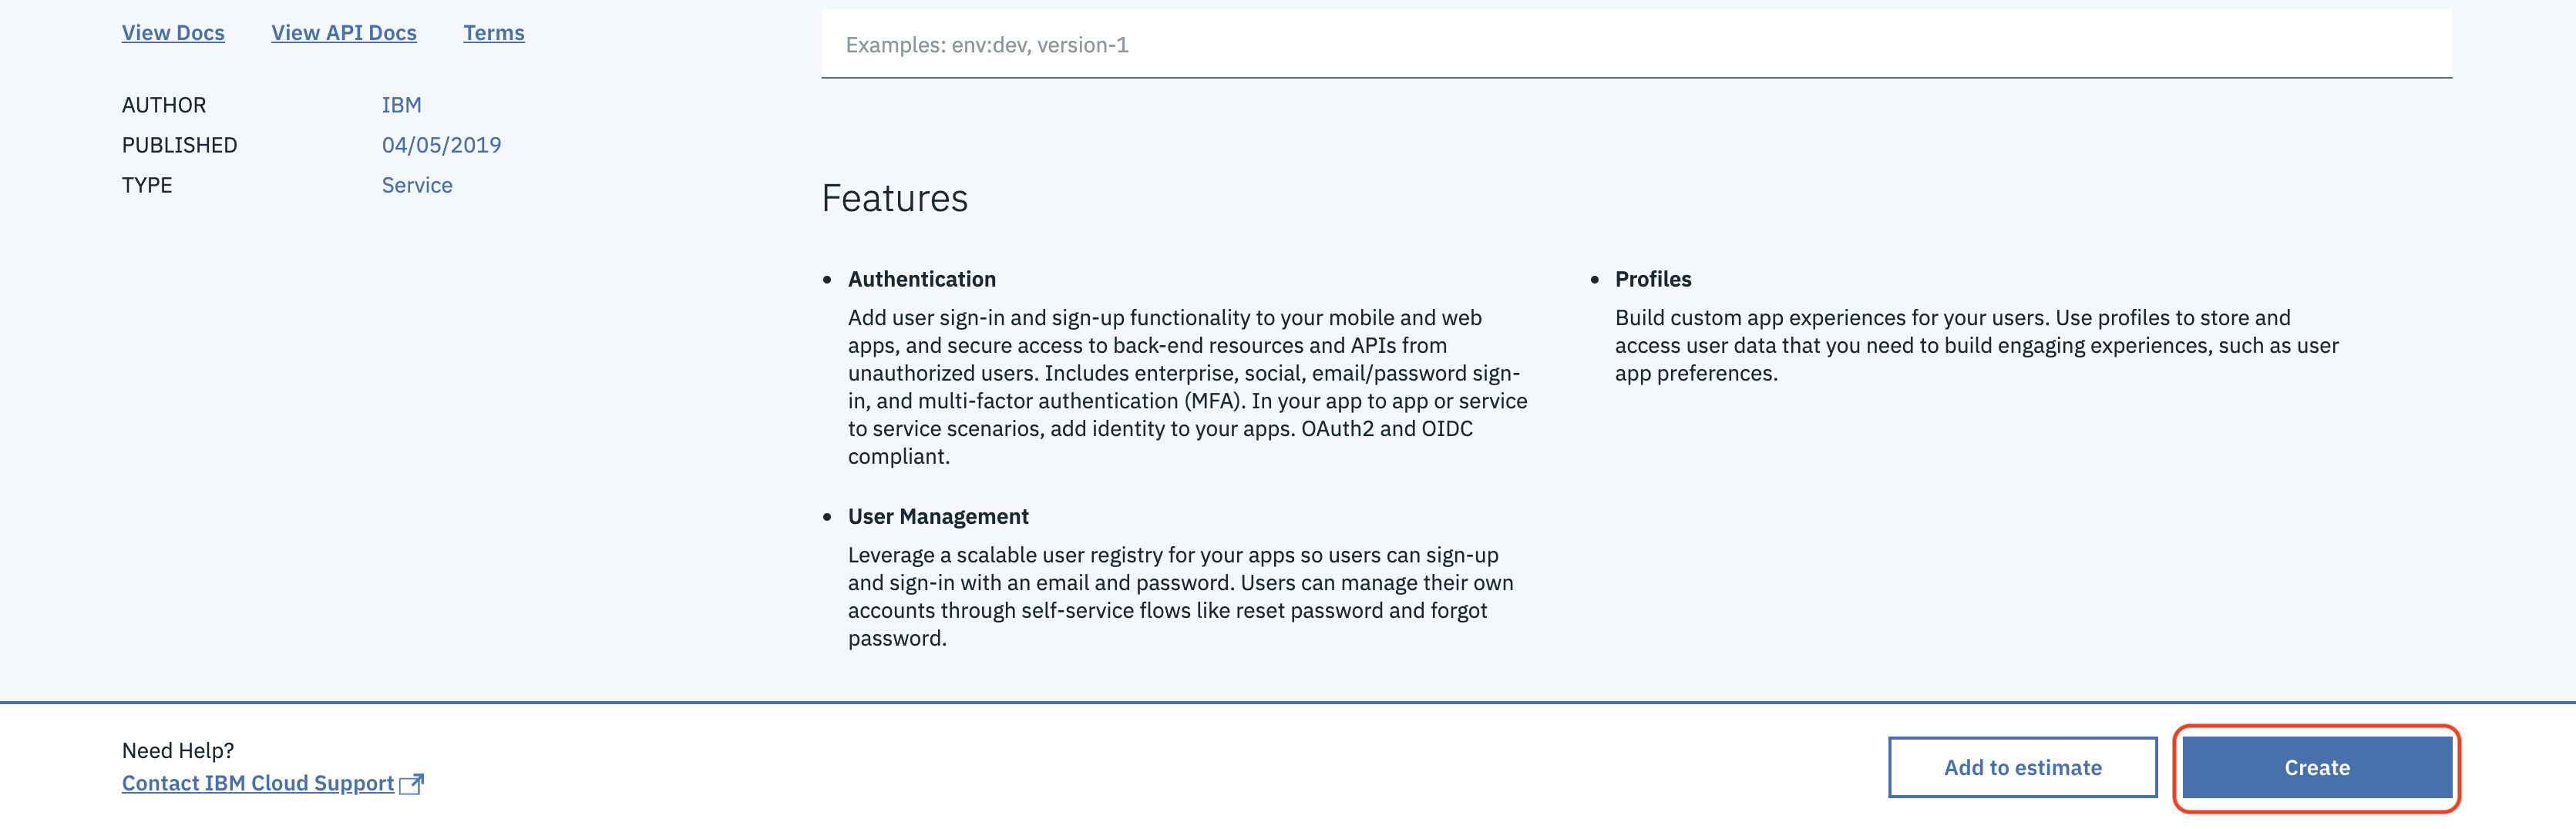 View Docs View API Docs Terms
AUTHOR IBM
PUBLISHED 04/05/2019
TYPE Service
Examples: env:dev, version-1
Features
• Authentication
Add user sign-in and sign-up functionality to your mobile and web
apps, and secure access to back-end resources and APIs from
unauthorized users. Includes enterprise, social, email/password sign-
in, and multi-factor authentication (MFA). In your app to app or service
to service scenarios, add identity to your apps. OAuth2 and OIDC
compliant.
• User Management
Leverage a scalable user registry for your apps so users can sign-up
and sign-in with an email and password. Users can manage their own
accounts through self-service flows like reset password and forgot
password.
• Profiles
Build custom app experiences for your users. Use profiles to store and
access user data that you need to build engaging experiences, such as user
app preferences.
Need Help?
Contact IBM Cloud Support
Add to estimate
Create